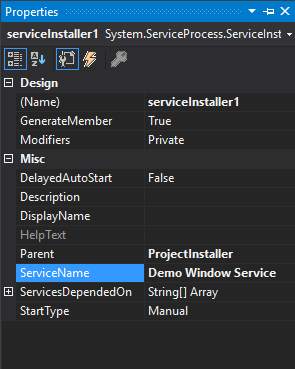 Properties
serviceInstaller1 System.ServiceProcess.ServiceInst
Design
(Name) serviceInstaller1
GenerateMember True
Modifiers Private
Misc
DelayedAutoStart False
Description
DisplayName
HelpText
Parent ProjectInstaller
ServiceName Demo Window Service
ServicesDependedOn String[] Array
StartType Manual